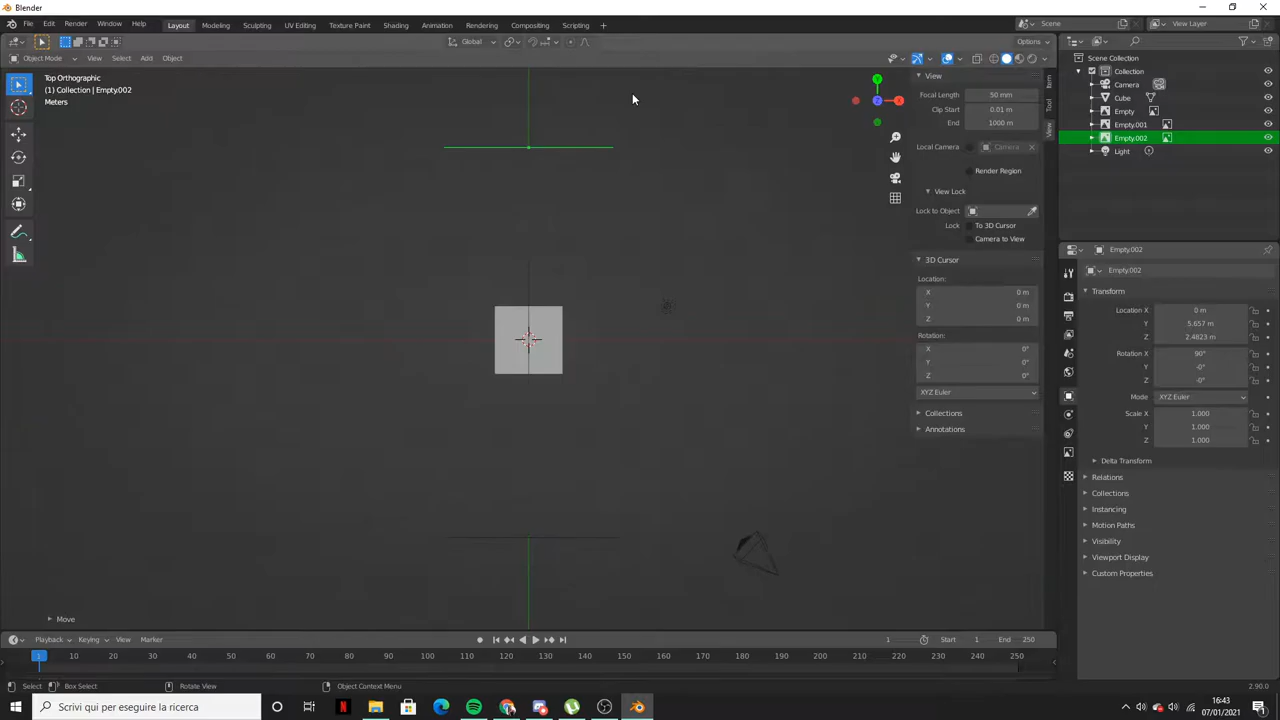 Blender
File Edit Render Window Help Layout Modeling Sculpting UV Editing Texture Paint Shading Animation Rendering Compositing Scripting + Scene View Layer
Global Options
Object Mode View Select Add Object
Top Orthographic
(1) Collection | Empty.002
Meters
View
Focal Length 50 mm
Clip Start 0.01 m
End 1000 m
Local Camera Camera
Render Region
View Lock
Lock to Object
Lock To 3D Cursor
Camera to View
3D Cursor
Location:
X 0 m
Y 0 m
Z 0 m
Rotation:
X 0°
Y 0°
Z 0°
XYZ Euler
Collections
Annotations
Item
Tool
View
X
Y
Z
Scene Collection
Collection
Camera
Cube
Empty
Empty.001
Empty.002
Light
Empty.002
Empty.002
Transform
Location X 0 m
Y 5.657 m
Z 2.4823 m
Rotation X 90°
Y -0°
Z -0°
Mode XYZ Euler
Scale X 1.000
Y 1.000
Z 1.000
Delta Transform
Relations
Collections
Instancing
Motion Paths
Visibility
Viewport Display
Custom Properties
Move
Playback Keying View Marker 1 Start 1 End 250
1 10 20 30 40 50 60 70 80 90 100 110 120 130 140 150 160 170 180 190 200 210 220 230 240 250
Select Box Select Rotate View Object Context Menu 2.90.0
Scrivi qui per eseguire la ricerca
16:43
07/01/2021